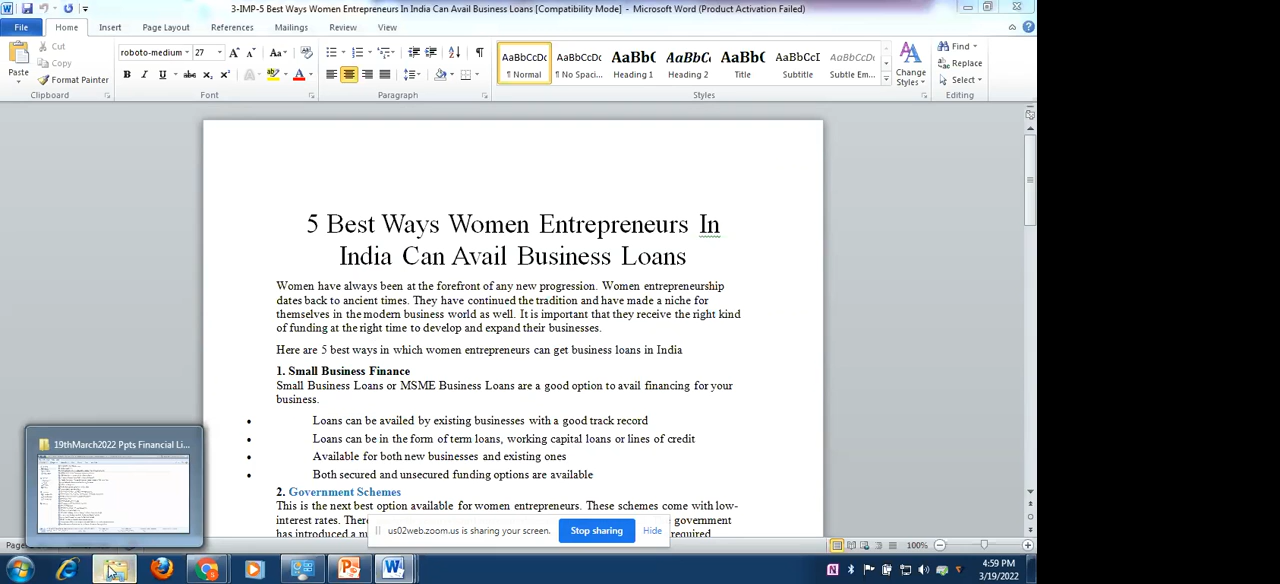 3-IMP-5 Best Ways Women Entrepreneurs In India Can Avail Business Loans [Compatibility Mode] - Microsoft Word (Product Activation Failed)
File Home Insert Page Layout References Mailings Review View
Paste
Cut
Copy
Format Painter
Clipboard
roboto-medium 27
Font
Paragraph
AaBbCcDc AaBbCcDc AaBbC AaBbCc AaBbC AaBbCcI AaBbCcDc
¶ Normal ¶ No Spaci... Heading 1 Heading 2 Title Subtitle Subtle Em...
Change Styles
Styles
Find
Replace
Select
Editing
5 Best Ways Women Entrepreneurs In
India Can Avail Business Loans
Women have always been at the forefront of any new progression. Women entrepreneurship
dates back to ancient times. They have continued the tradition and have made a niche for
themselves in the modern business world as well. It is important that they receive the right kind
of funding at the right time to develop and expand their businesses.
Here are 5 best ways in which women entrepreneurs can get business loans in India
1. Small Business Finance
Small Business Loans or MSME Business Loans are a good option to avail financing for your
business.
• Loans can be availed by existing businesses with a good track record
• Loans can be in the form of term loans, working capital loans or lines of credit
• Available for both new businesses and existing ones
• Both secured and unsecured funding options are available
2. Government Schemes
This is the next best option available for women entrepreneurs. These schemes come with low-
interest rates. government
has introduced a required
19thMarch2022 Ppts Financial Li...
us02web.zoom.us is sharing your screen. Stop sharing Hide
100%
4:59 PM
3/19/2022